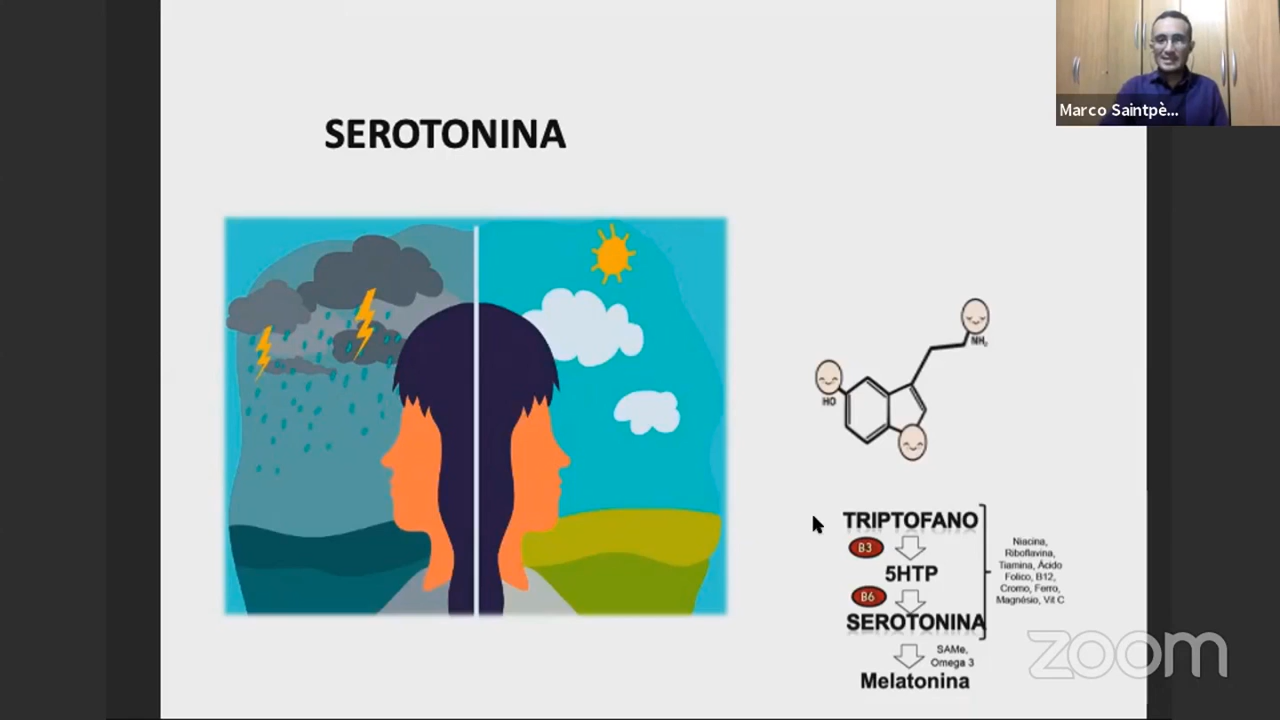 Marco Saintpè...
SEROTONINA
NH₂
HO
TRIPTOFANO
B3
5HTP
B6
SEROTONINA
Niacina,
Riboflavina,
Tiamina, Ácido
Folico, B12,
Cromo, Ferro,
Magnésio, Vit C
SAMe,
Omega 3
Melatonina
zoom